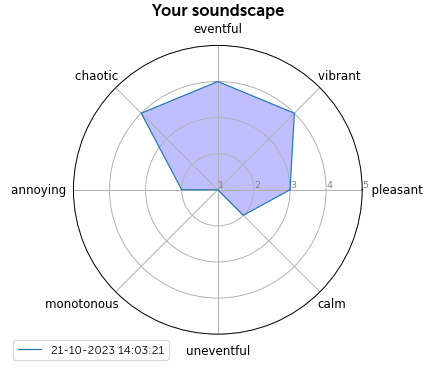 Your soundscape
eventful
chaotic
vibrant
annoying
1 2 3 4 5
pleasant
monotonous
calm
uneventful
21-10-2023 14:03:21